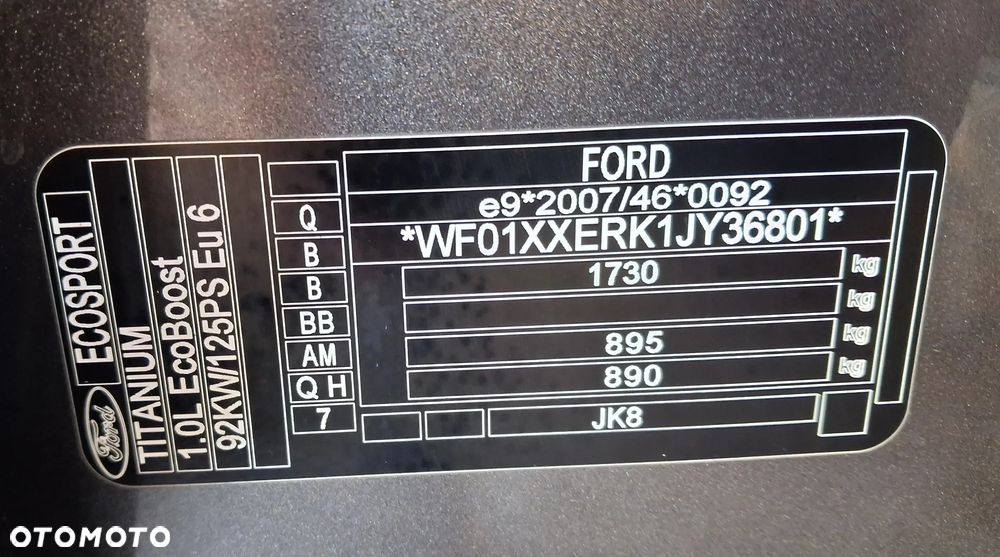 FORD
e9*2007/46*0092
*WF01XXERK1JY36801*
1730 kg
kg
895 kg
890 kg
JK8
Q
B
B
BB
AM
Q H
7
Ford
ECOSPORT
TITANIUM
1.0L EcoBoost
92KW/125PS Eu 6
OTOMOTO